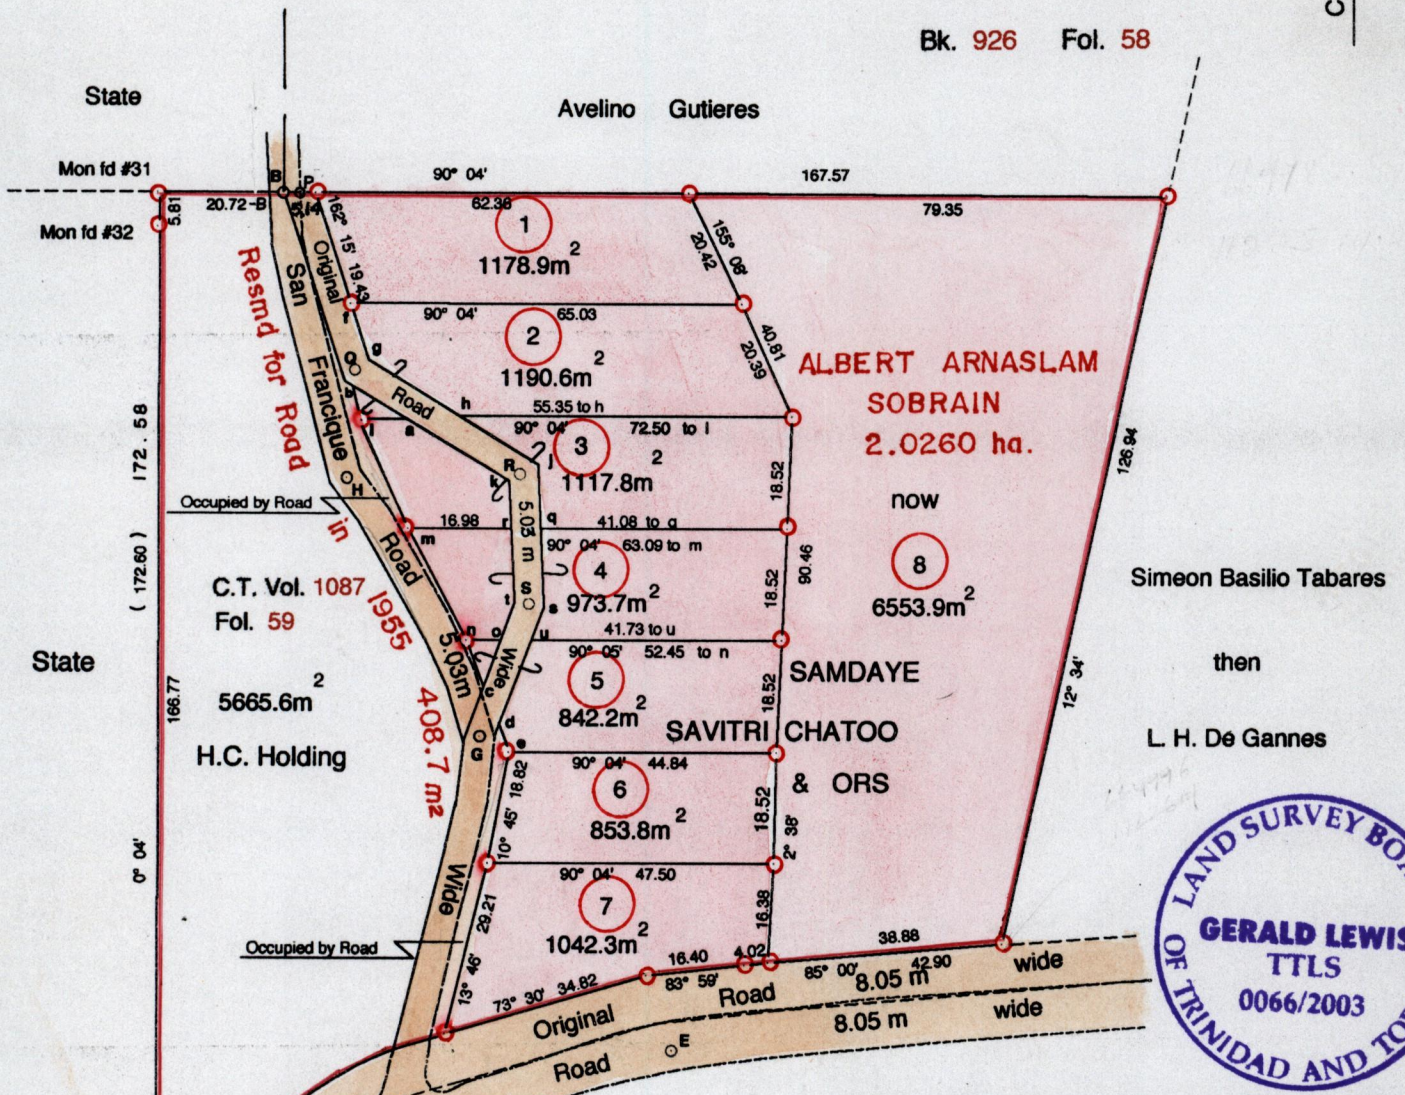 Bk. 926 Fol. 58
State
Avelino Gutieres
Mon fd #31
B
P
90° 04'
167.57
20.72-B
5.14
62.38
79.35
5.81
Mon fd #32
162° 15' 19.43
1
1178.9m2
155° 08'
20.42
San
Original
Resmd for Road
in
1955
408.7 m2
f
90° 04'
65.03
2
1190.6m2
40.81
20.39
g
Q
b
Francique
Road
h
55.35 to h
i
a
90° 04'
72.50 to i
3
1117.8m2
R
j
k
H
18.52
ALBERT ARNASLAM
SOBRAIN
2.0260 ha.
now
8
6553.9m2
126.94
12° 34'
172.58
(172.60)
Occupied by Road
16.98
r
q
41.08 to q
m
90° 04'
63.09 to m
5.03 m
Road
4
973.7m2
S
t
s
18.52
90.46
C.T. Vol. 1087
Fol. 59
5665.6m2
H.C. Holding
State
166.77
0° 04'
Simeon Basilio Tabares
then
L. H. De Gannes
n
o
u
41.73 to u
90° 05'
52.45 to n
5.03m
Wide
5
842.2m2
18.52
SAMDAYE
SAVITRI CHATOO
& ORS
c
d
e
G
90° 04'
44.84
18.82
10° 45'
6
853.8m2
18.52
2° 38'
90° 04'
47.50
Wide
29.21
13° 46'
7
1042.3m2
16.38
Occupied by Road
73° 30'
34.82
16.40
83° 59'
4.02
38.88
85° 00'
42.90
Original
Road
8.05 m
wide
Road
E
8.05 m
wide
LAND SURVEY BOA
GERALD LEWIS
TTLS
0066/2003
OF TRINIDAD AND TO